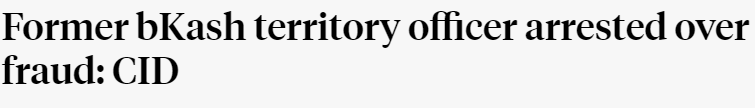 Former bKash territory officer arrested over
fraud: CID